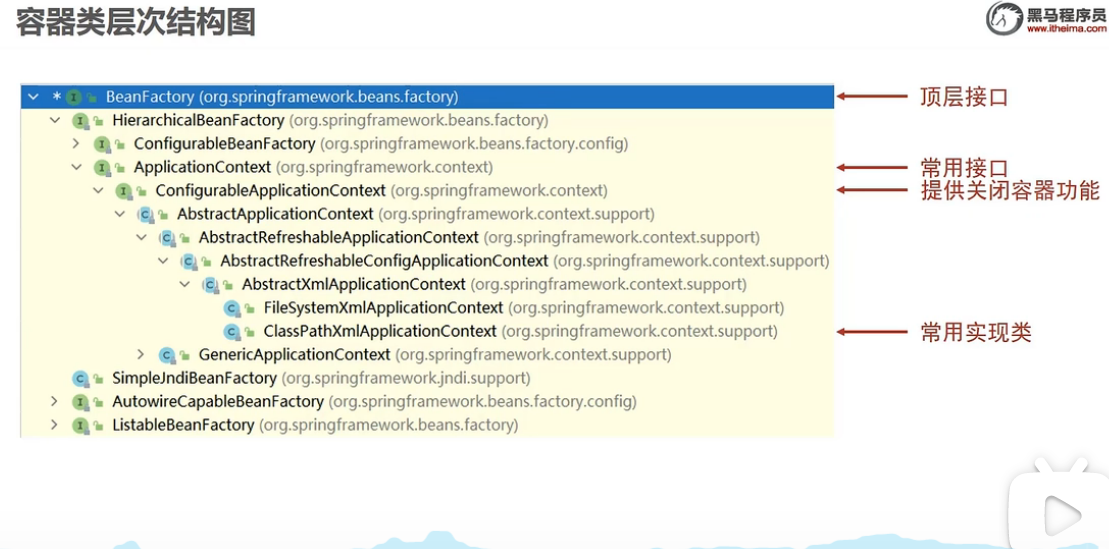 容器类层次结构图
黑马程序员
www.itheima.com
BeanFactory (org.springframework.beans.factory)
顶层接口
HierarchicalBeanFactory (org.springframework.beans.factory)
ConfigurableBeanFactory (org.springframework.beans.factory.config)
ApplicationContext (org.springframework.context)
常用接口
ConfigurableApplicationContext (org.springframework.context)
提供关闭容器功能
AbstractApplicationContext (org.springframework.context.support)
AbstractRefreshableApplicationContext (org.springframework.context.support)
AbstractRefreshableConfigApplicationContext (org.springframework.context.support)
AbstractXmlApplicationContext (org.springframework.context.support)
FileSystemXmlApplicationContext (org.springframework.context.support)
ClassPathXmlApplicationContext (org.springframework.context.support)
常用实现类
GenericApplicationContext (org.springframework.context.support)
SimpleJndiBeanFactory (org.springframework.jndi.support)
AutowireCapableBeanFactory (org.springframework.beans.factory.config)
ListableBeanFactory (org.springframework.beans.factory)